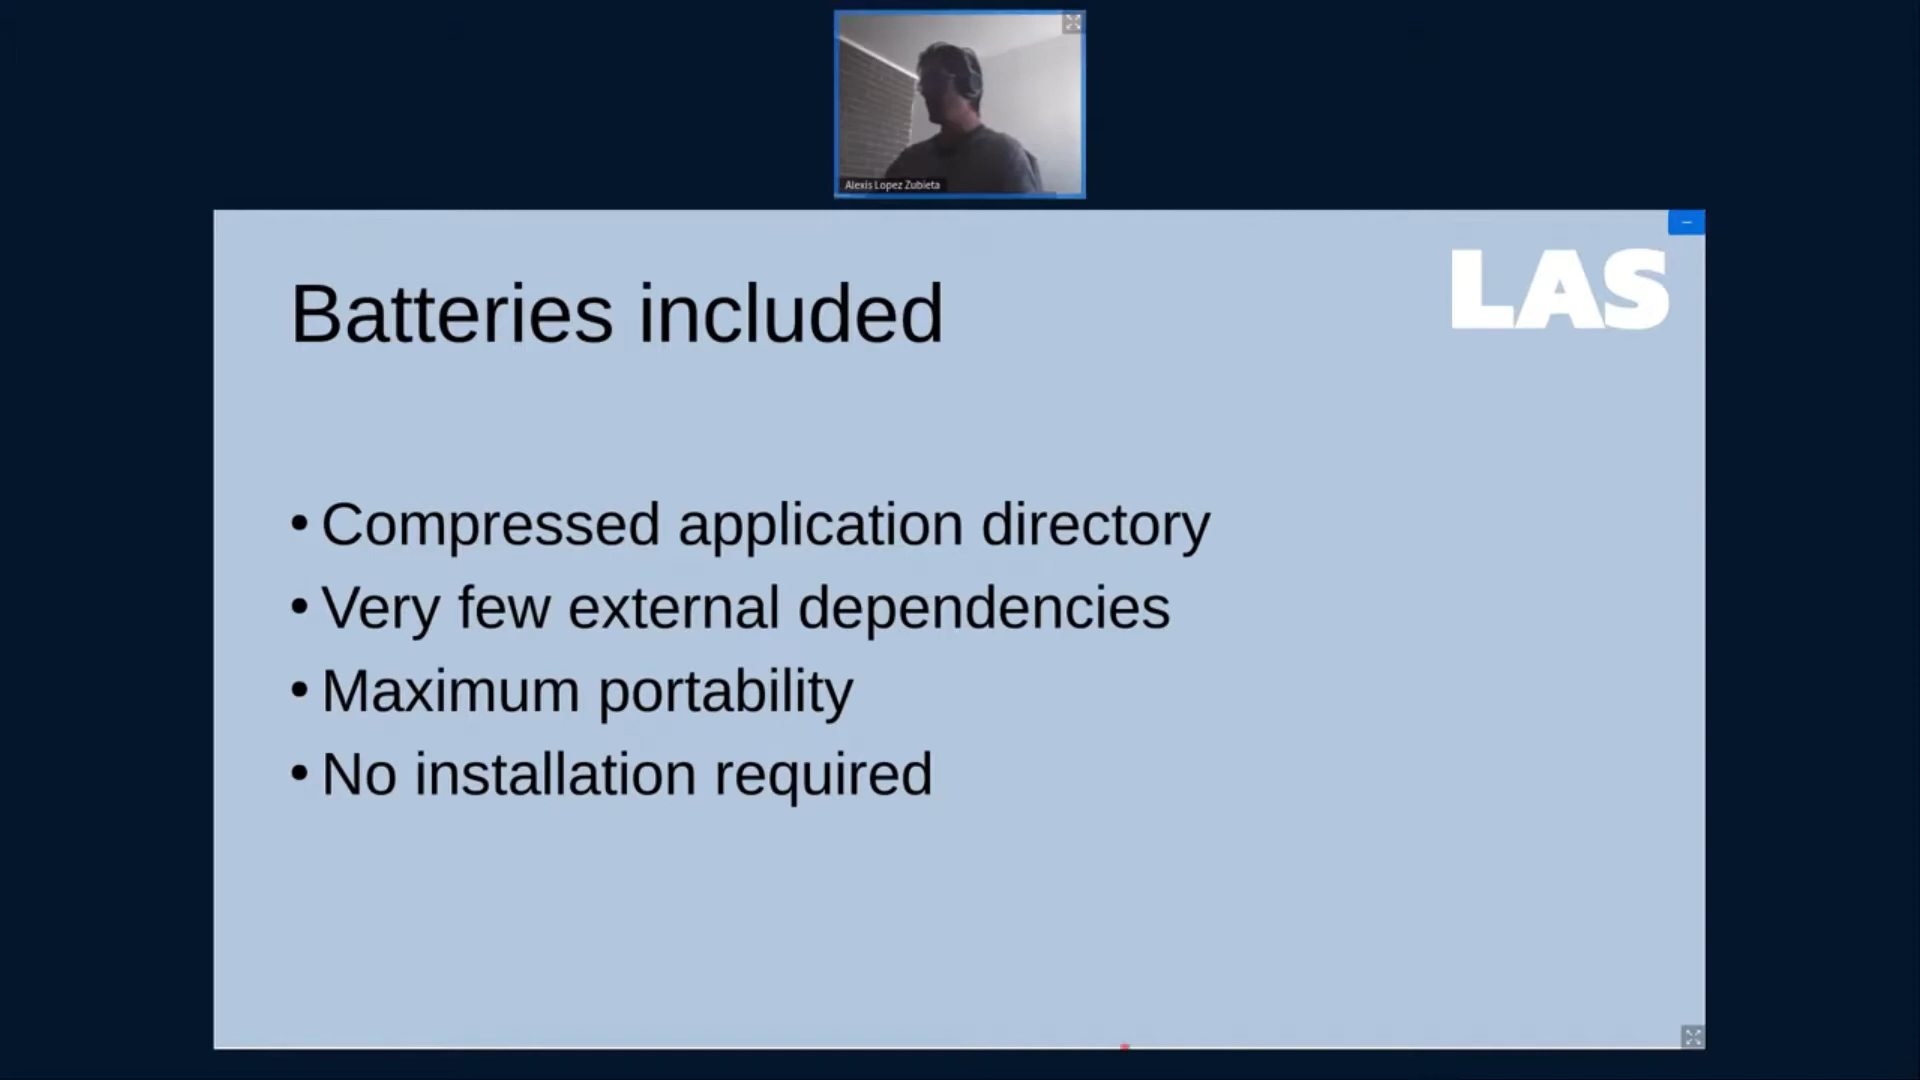 Alexis Lopez Zubieta
LAS
Batteries included
• Compressed application directory
• Very few external dependencies
• Maximum portability
• No installation required